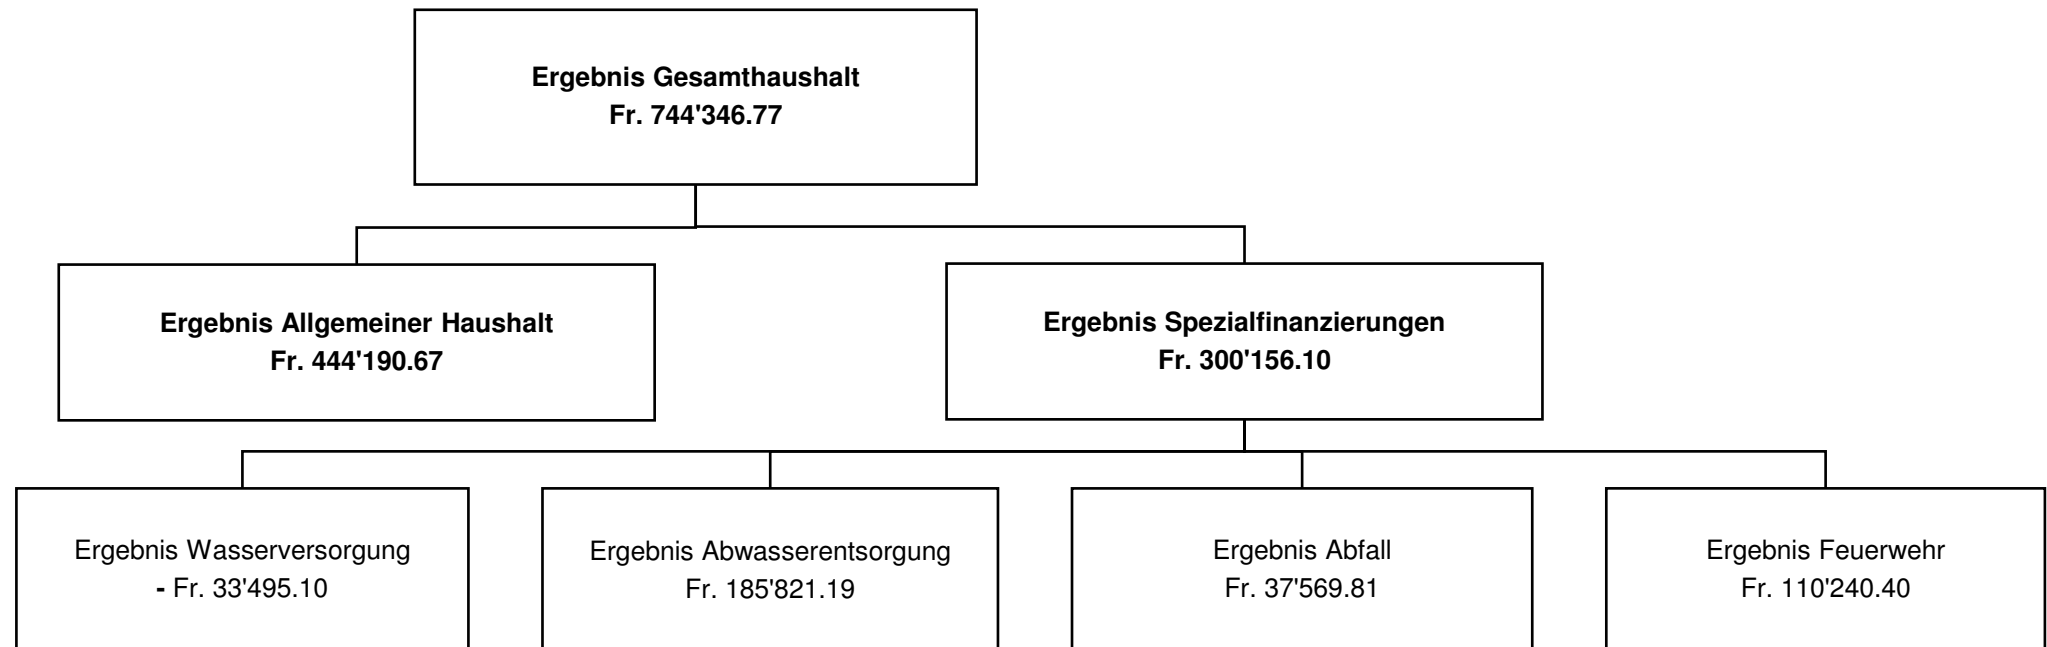 Ergebnis Gesamthaushalt
Fr. 744'346.77
Ergebnis Allgemeiner Haushalt
Fr. 444'190.67
Ergebnis Spezialfinanzierungen
Fr. 300'156.10
Ergebnis Wasserversorgung
- Fr. 33'495.10
Ergebnis Abwasserentsorgung
Fr. 185'821.19
Ergebnis Abfall
Fr. 37'569.81
Ergebnis Feuerwehr
Fr. 110'240.40